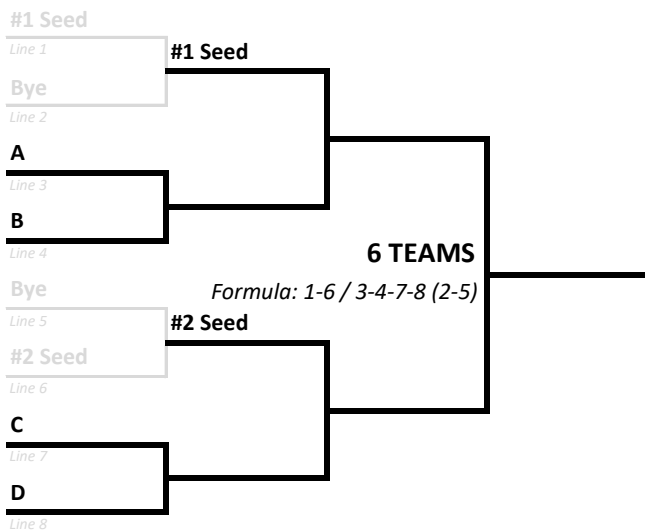 #1 Seed
Line 1
#1 Seed
Bye
Line 2
A
Line 3
B
Line 4
6 TEAMS
Bye
Formula: 1-6 / 3-4-7-8 (2-5)
Line 5
#2 Seed
#2 Seed
Line 6
C
Line 7
D
Line 8